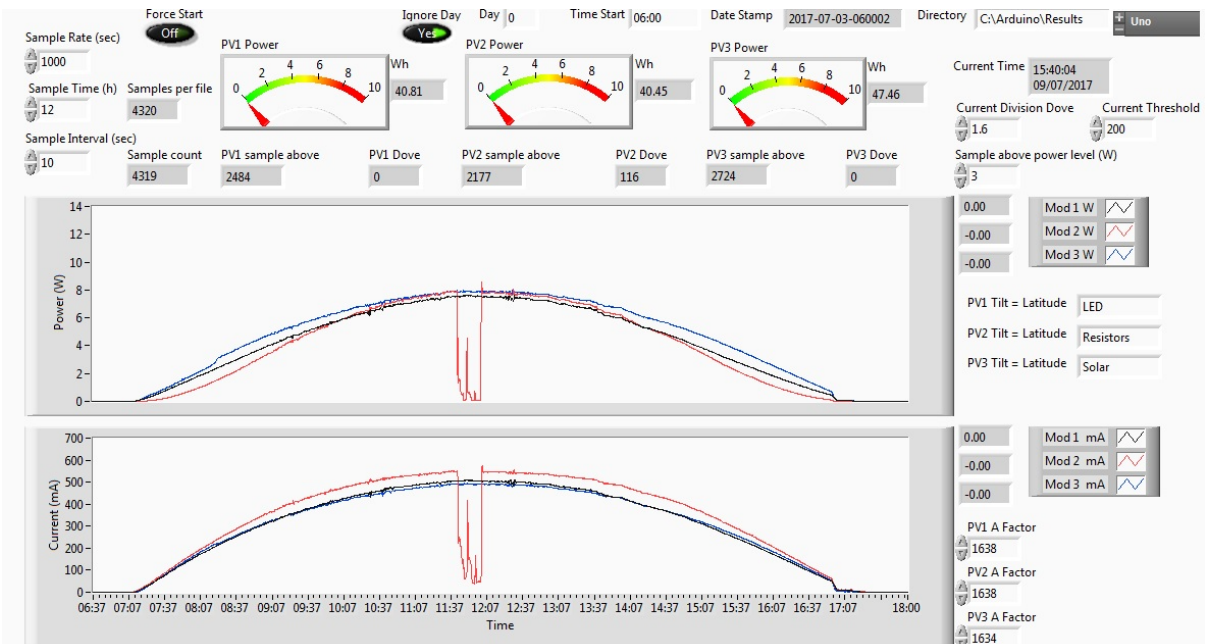 Force Start
Off
Ignore Day
Yes
Day 0
Time Start 06:00
Date Stamp 2017-07-03-060002
Directory C:\Arduino\Results
Uno
Sample Rate (sec)
1000
Sample Time (h)
12
Samples per file
4320
Sample Interval (sec)
10
PV1 Power
0 2 4 6 8 10
Wh
40.81
PV2 Power
0 2 4 6 8 10
Wh
40.45
PV3 Power
0 2 4 6 8 10
Wh
47.46
Current Time
15:40:04
09/07/2017
Current Division Dove
1.6
Current Threshold
200
Sample count
4319
PV1 sample above
2484
PV1 Dove
0
PV2 sample above
2177
PV2 Dove
116
PV3 sample above
2724
PV3 Dove
0
Sample above power level (W)
3
Power (W)
14
12
10
8
6
4
2
0
0.00
-0.00
-0.00
Mod 1 W
Mod 2 W
Mod 3 W
PV1 Tilt = Latitude LED
PV2 Tilt = Latitude Resistors
PV3 Tilt = Latitude Solar
Current (mA)
700
600
500
400
300
200
100
0
06:37 07:07 07:37 08:07 08:37 09:07 09:37 10:07 10:37 11:07 11:37 12:07 12:37 13:07 13:37 14:07 14:37 15:07 15:37 16:07 16:37 17:07 18:00
Time
0.00
-0.00
-0.00
Mod 1 mA
Mod 2 mA
Mod 3 mA
PV1 A Factor
1638
PV2 A Factor
1638
PV3 A Factor
1634